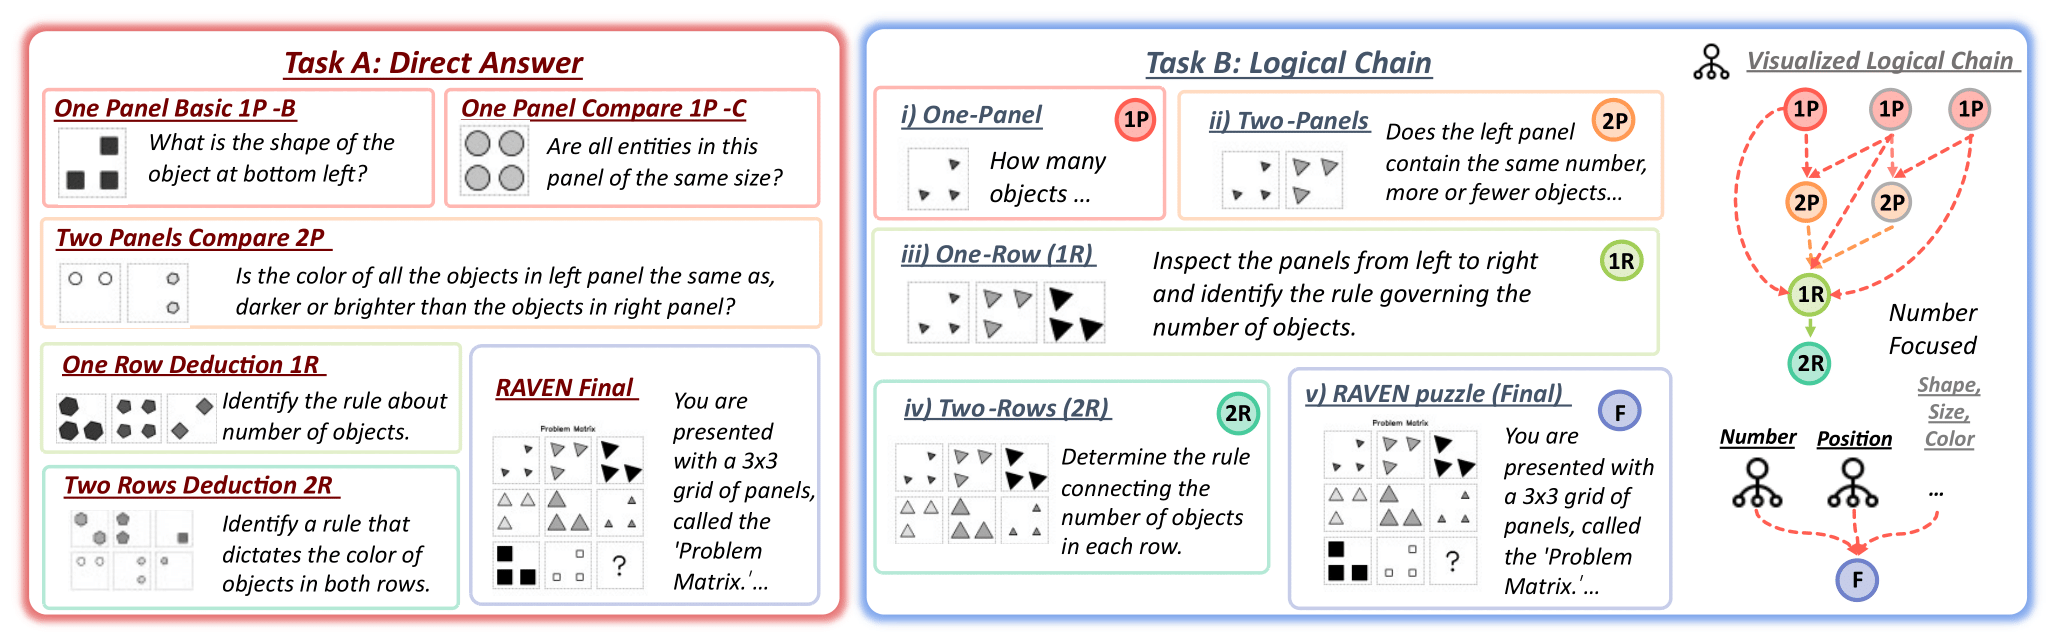 Task A: Direct Answer
One Panel Basic 1P -B
What is the shape of the
object at bottom left?
One Panel Compare 1P -C
Are all entities in this
panel of the same size?
Two Panels Compare 2P
Is the color of all the objects in left panel the same as,
darker or brighter than the objects in right panel?
One Row Deduction 1R
Identify the rule about
number of objects.
Two Rows Deduction 2R
Identify a rule that
dictates the color of
objects in both rows.
RAVEN Final
Problem Matrix
?
You are
presented
with a 3x3
grid of panels,
called the
'Problem
Matrix.'...
Task B: Logical Chain
i) One-Panel
1P
How many
objects ...
ii) Two -Panels
2P
Does the left panel
contain the same number,
more or fewer objects...
iii) One-Row (1R)
1R
Inspect the panels from left to right
and identify the rule governing the
number of objects.
iv) Two -Rows (2R)
2R
Determine the rule
connecting the
number of objects
in each row.
v) RAVEN puzzle (Final)
F
Problem Matrix
?
You are
presented with
a 3x3 grid of
panels, called
the 'Problem
Matrix.'...
Visualized Logical Chain
1P 1P 1P
2P 2P
1R
2R
Number
Focused
Shape,
Size,
Color
Number Position
...
F